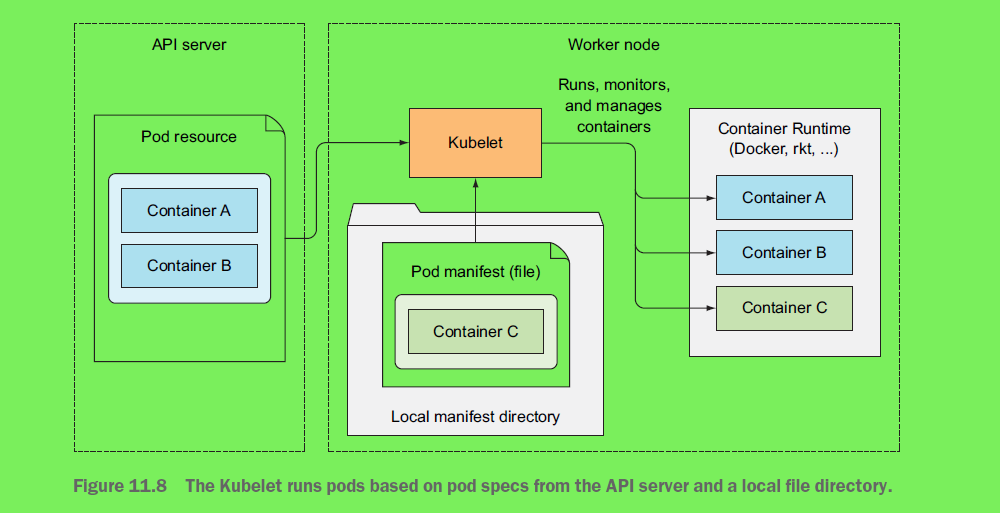 API server
Worker node
Pod resource
Container A
Container B
Kubelet
Runs, monitors,
and manages
containers
Pod manifest (file)
Container C
Local manifest directory
Container Runtime
(Docker, rkt, ...)
Container A
Container B
Container C
Figure 11.8 The Kubelet runs pods based on pod specs from the API server and a local file directory.